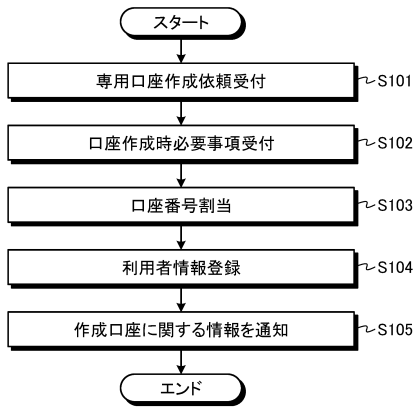 スタート
専用口座作成依頼受付 S101
口座作成時必要事項受付 S102
口座番号割当 S103
利用者情報登録 S104
作成口座に関する情報を通知 S105
エンド